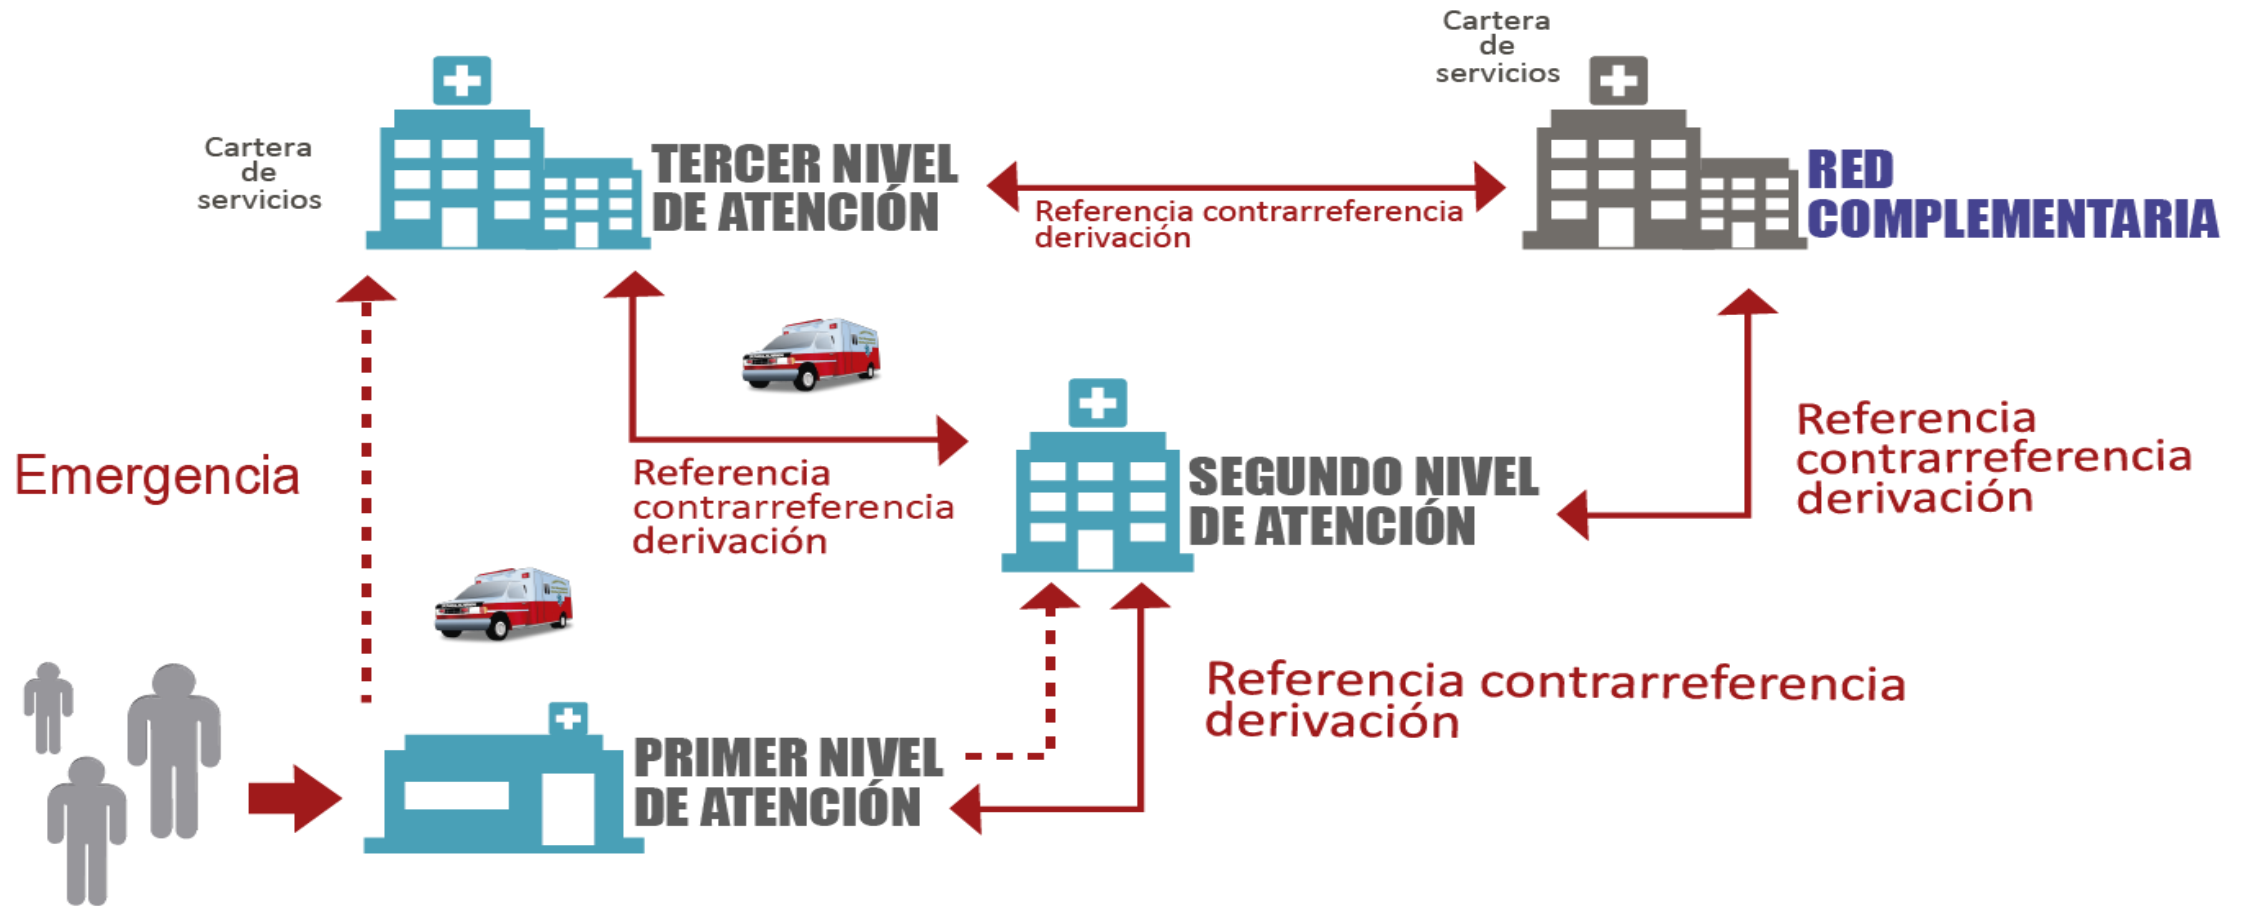 Cartera
de
servicios
TERCER NIVEL
DE ATENCIÓN
Referencia contrarreferencia
derivación
Cartera
de
servicios
RED
COMPLEMENTARIA
Emergencia
Referencia
contrarreferencia
derivación
SEGUNDO NIVEL
DE ATENCIÓN
Referencia
contrarreferencia
derivación
PRIMER NIVEL
DE ATENCIÓN
Referencia contrarreferencia
derivación